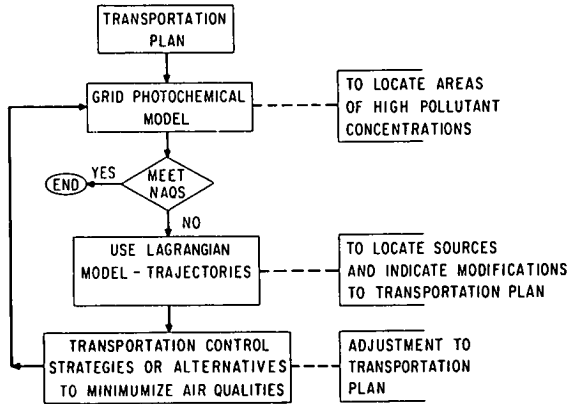 TRANSPORTATION
PLAN
GRID PHOTOCHEMICAL
MODEL
TO LOCATE AREAS
OF HIGH POLLUTANT
CONCENTRATIONS
YES
END
MEET
NAQS
NO
USE LAGRANGIAN
MODEL - TRAJECTORIES
TO LOCATE SOURCES
AND INDICATE MODIFICATIONS
TO TRANSPORTATION PLAN
TRANSPORTATION CONTROL
STRATEGIES OR ALTERNATIVES
TO MINIMUMIZE AIR QUALITIES
ADJUSTMENT TO
TRANSPORTATION
PLAN